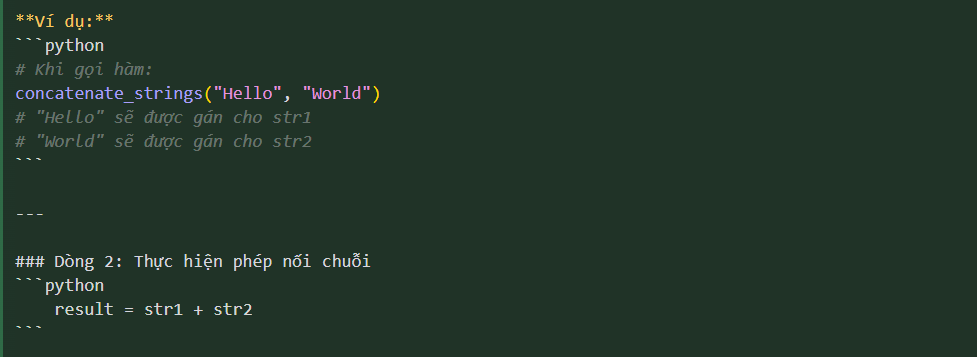 **Ví dụ:**
```python
# Khi gọi hàm:
concatenate_strings("Hello", "World")
# "Hello" sẽ được gán cho str1
# "World" sẽ được gán cho str2
```
---
### Dòng 2: Thực hiện phép nối chuỗi
```python
    result = str1 + str2
```